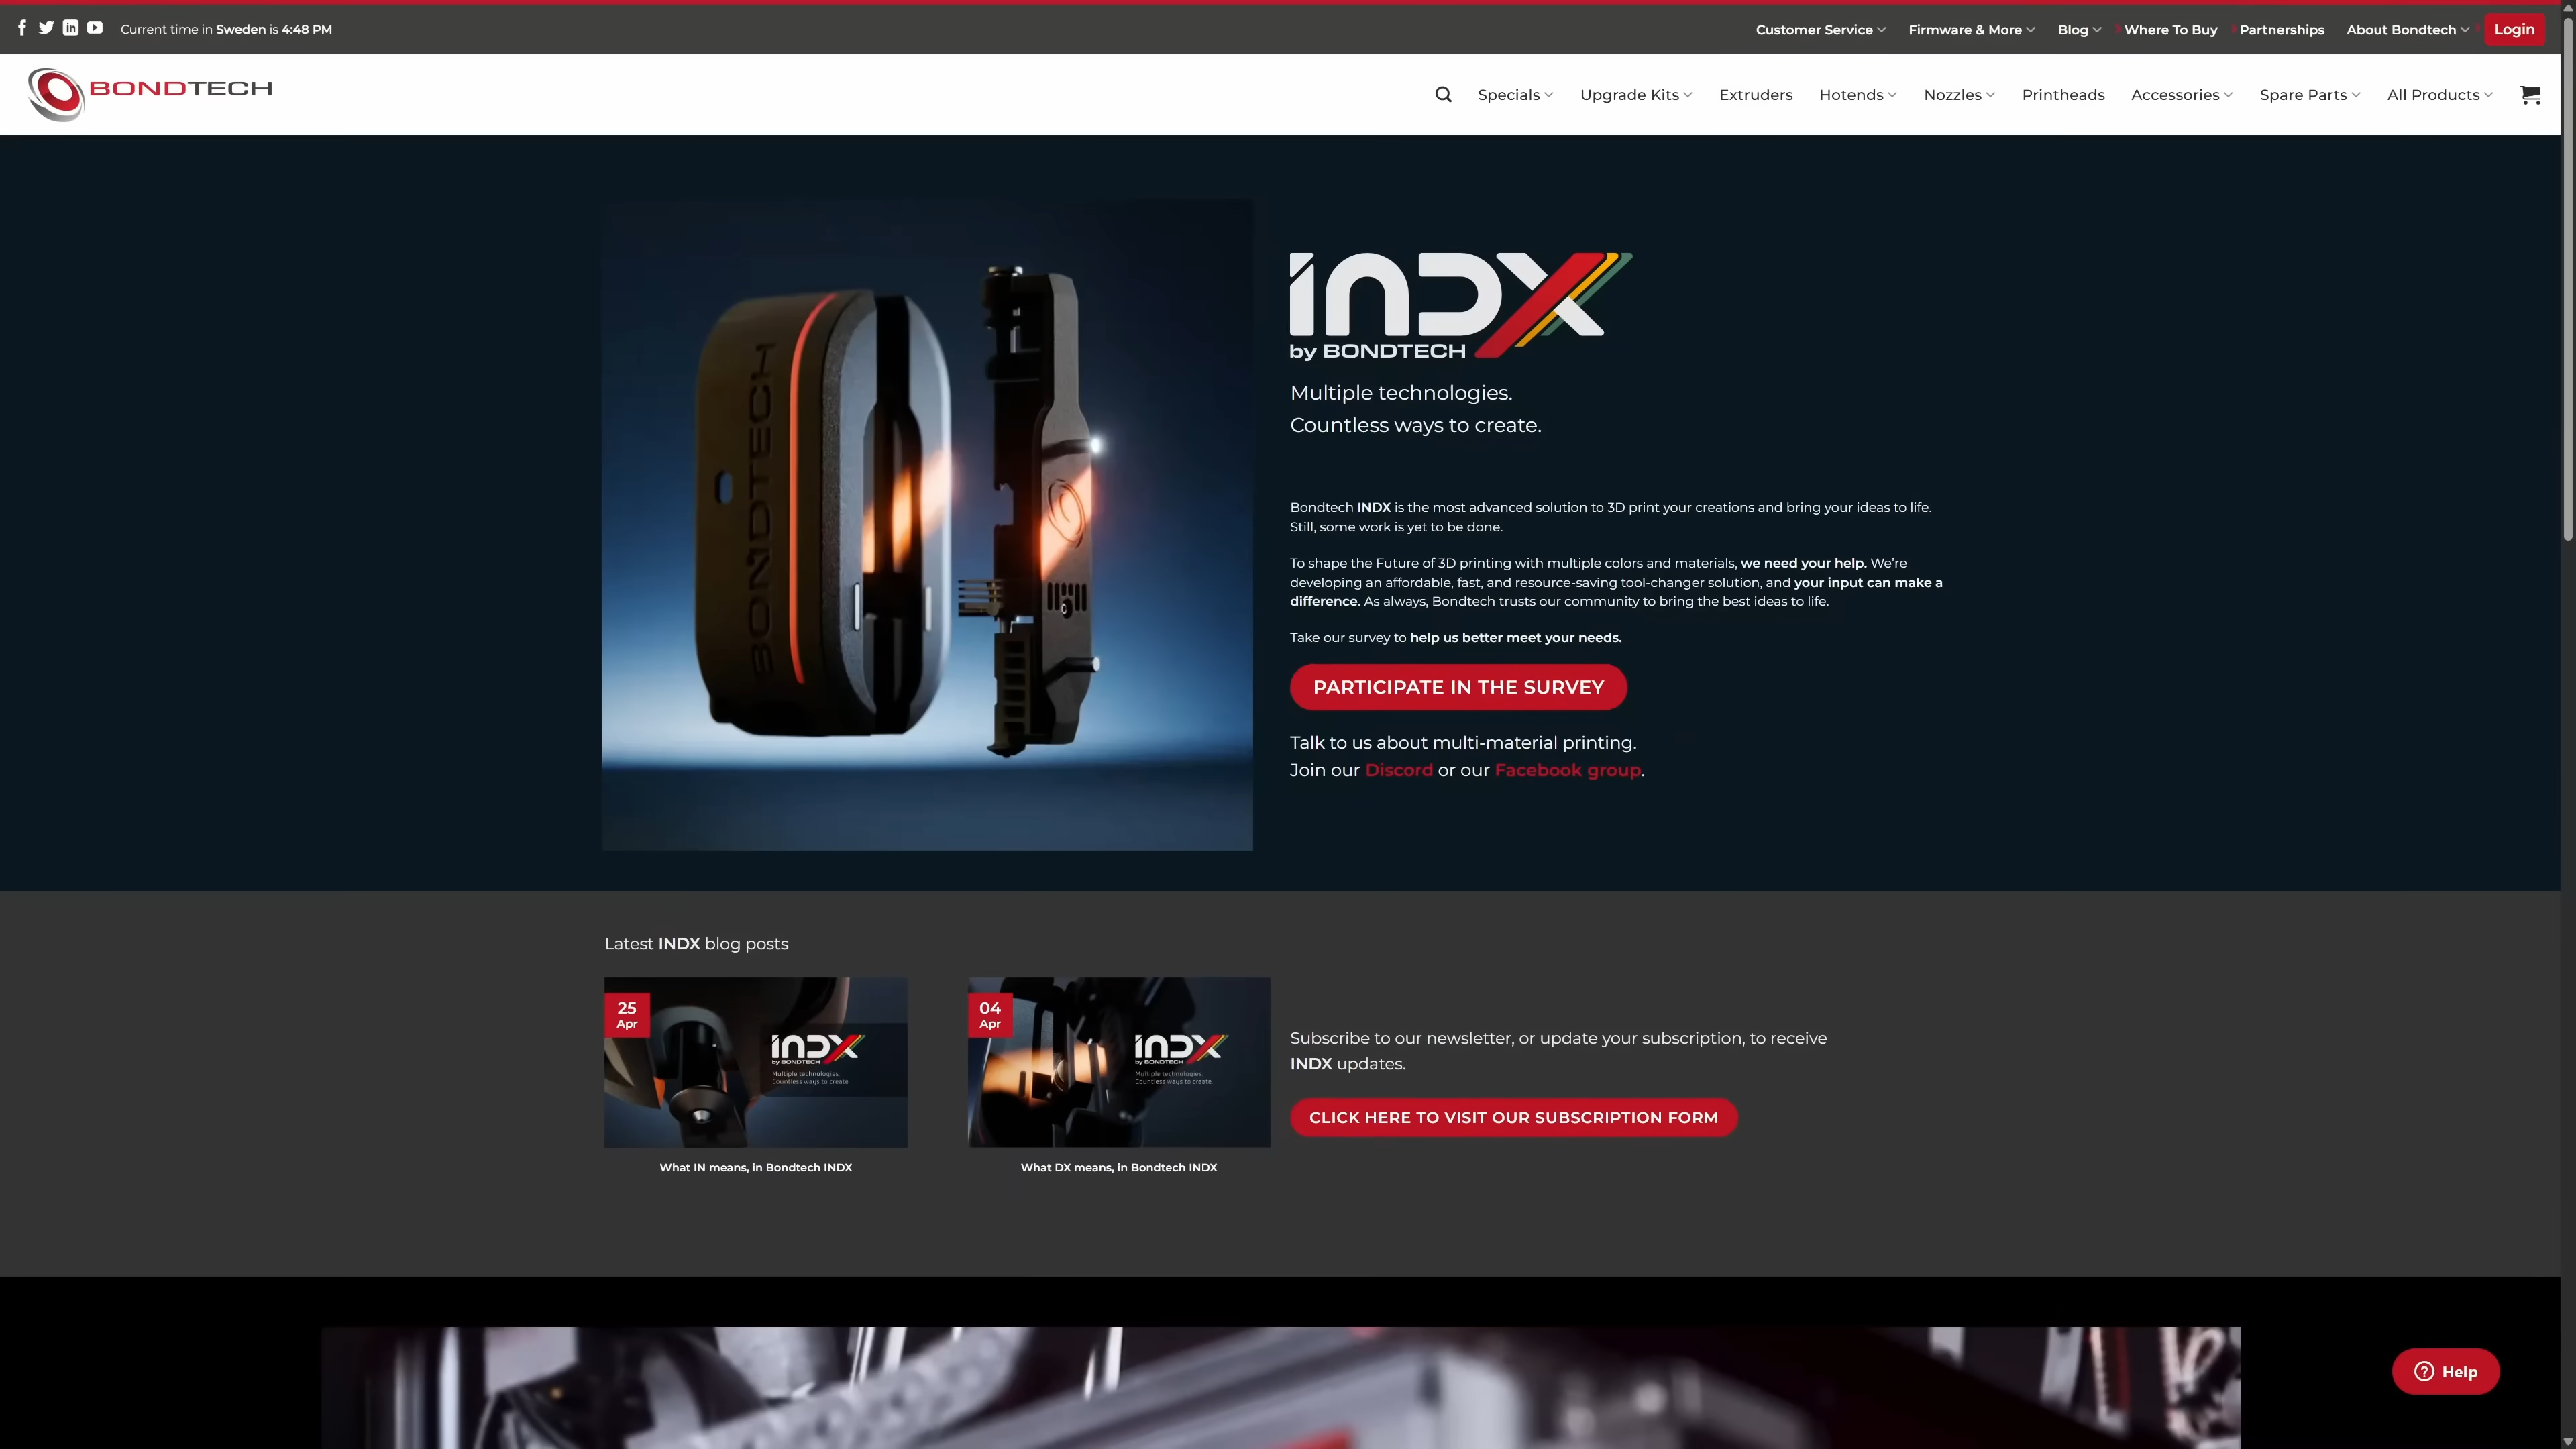 Current time in Sweden is 4:48 PM
Customer Service
Firmware & More
Blog
Where To Buy
Partnerships
About Bondtech
Login
BONDTECH
Specials
Upgrade Kits
Extruders
Hotends
Nozzles
Printheads
Accessories
Spare Parts
All Products
BONDTECH
INDX
by BONDTECH
Multiple technologies.
Countless ways to create.
Bondtech INDX is the most advanced solution to 3D print your creations and bring your ideas to life.
Still, some work is yet to be done.
To shape the Future of 3D printing with multiple colors and materials, we need your help. We're
developing an affordable, fast, and resource-saving tool-changer solution, and your input can make a
difference. As always, Bondtech trusts our community to bring the best ideas to life.
Take our survey to help us better meet your needs.
PARTICIPATE IN THE SURVEY
Talk to us about multi-material printing.
Join our Discord or our Facebook group.
Latest INDX blog posts
25
Apr
INDX
by BONDTECH
Multiple technologies.
Countless ways to create.
What IN means, in Bondtech INDX
04
Apr
INDX
by BONDTECH
Multiple technologies.
Countless ways to create.
What DX means, in Bondtech INDX
Subscribe to our newsletter, or update your subscription, to receive
INDX updates.
CLICK HERE TO VISIT OUR SUBSCRIPTION FORM
Help